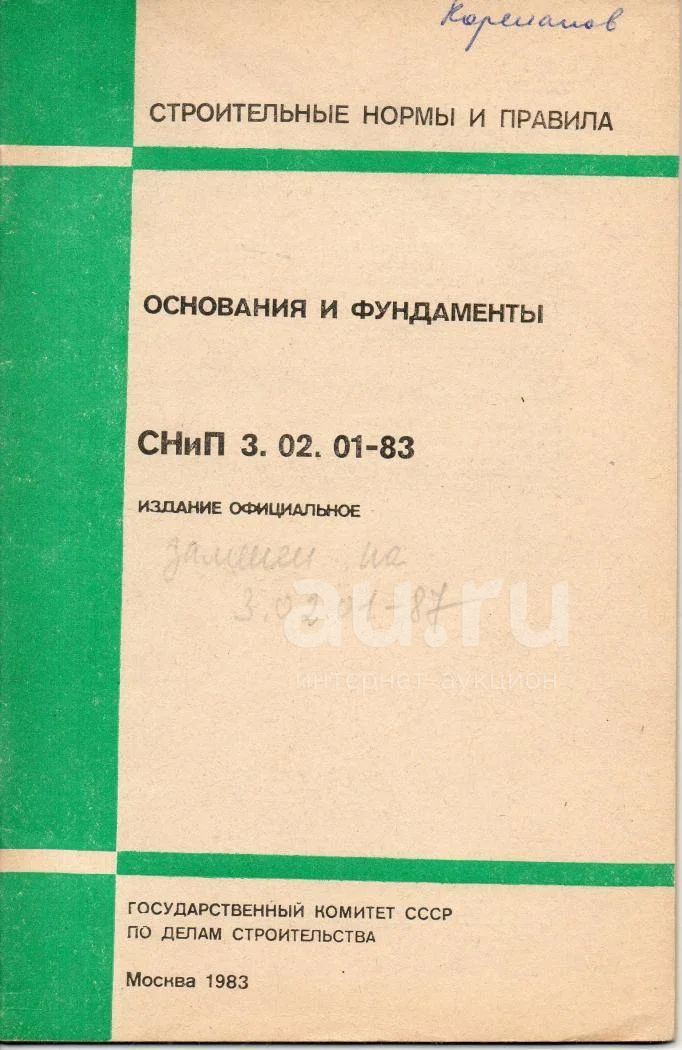 Корепанов
СТРОИТЕЛЬНЫЕ НОРМЫ И ПРАВИЛА
ОСНОВАНИЯ И ФУНДАМЕНТЫ
СНиП 3. 02. 01-83
ИЗДАНИЕ ОФИЦИАЛЬНОЕ
заменен на
3.02.01-87
au.ru
интернет аукцион
ГОСУДАРСТВЕННЫЙ КОМИТЕТ СССР
ПО ДЕЛАМ СТРОИТЕЛЬСТВА
Москва 1983